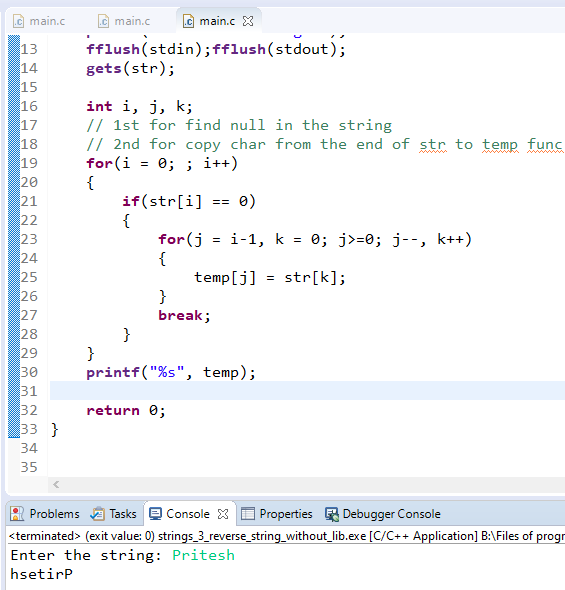 main.c main.c main.c
13 fflush(stdin);fflush(stdout);
14 gets(str);
15
16 int i, j, k;
17 // 1st for find null in the string
18 // 2nd for copy char from the end of str to temp func
19 for(i = 0; ; i++)
20 {
21 if(str[i] == 0)
22 {
23 for(j = i-1, k = 0; j>=0; j--, k++)
24 {
25 temp[j] = str[k];
26 }
27 break;
28 }
29 }
30 printf("%s", temp);
31
32 return 0;
33 }
34
35
Problems Tasks Console Properties Debugger Console
<terminated> (exit value: 0) strings_3_reverse_string_without_lib.exe [C/C++ Application] B:\Files of progr
Enter the string: Pritesh
hsetirP